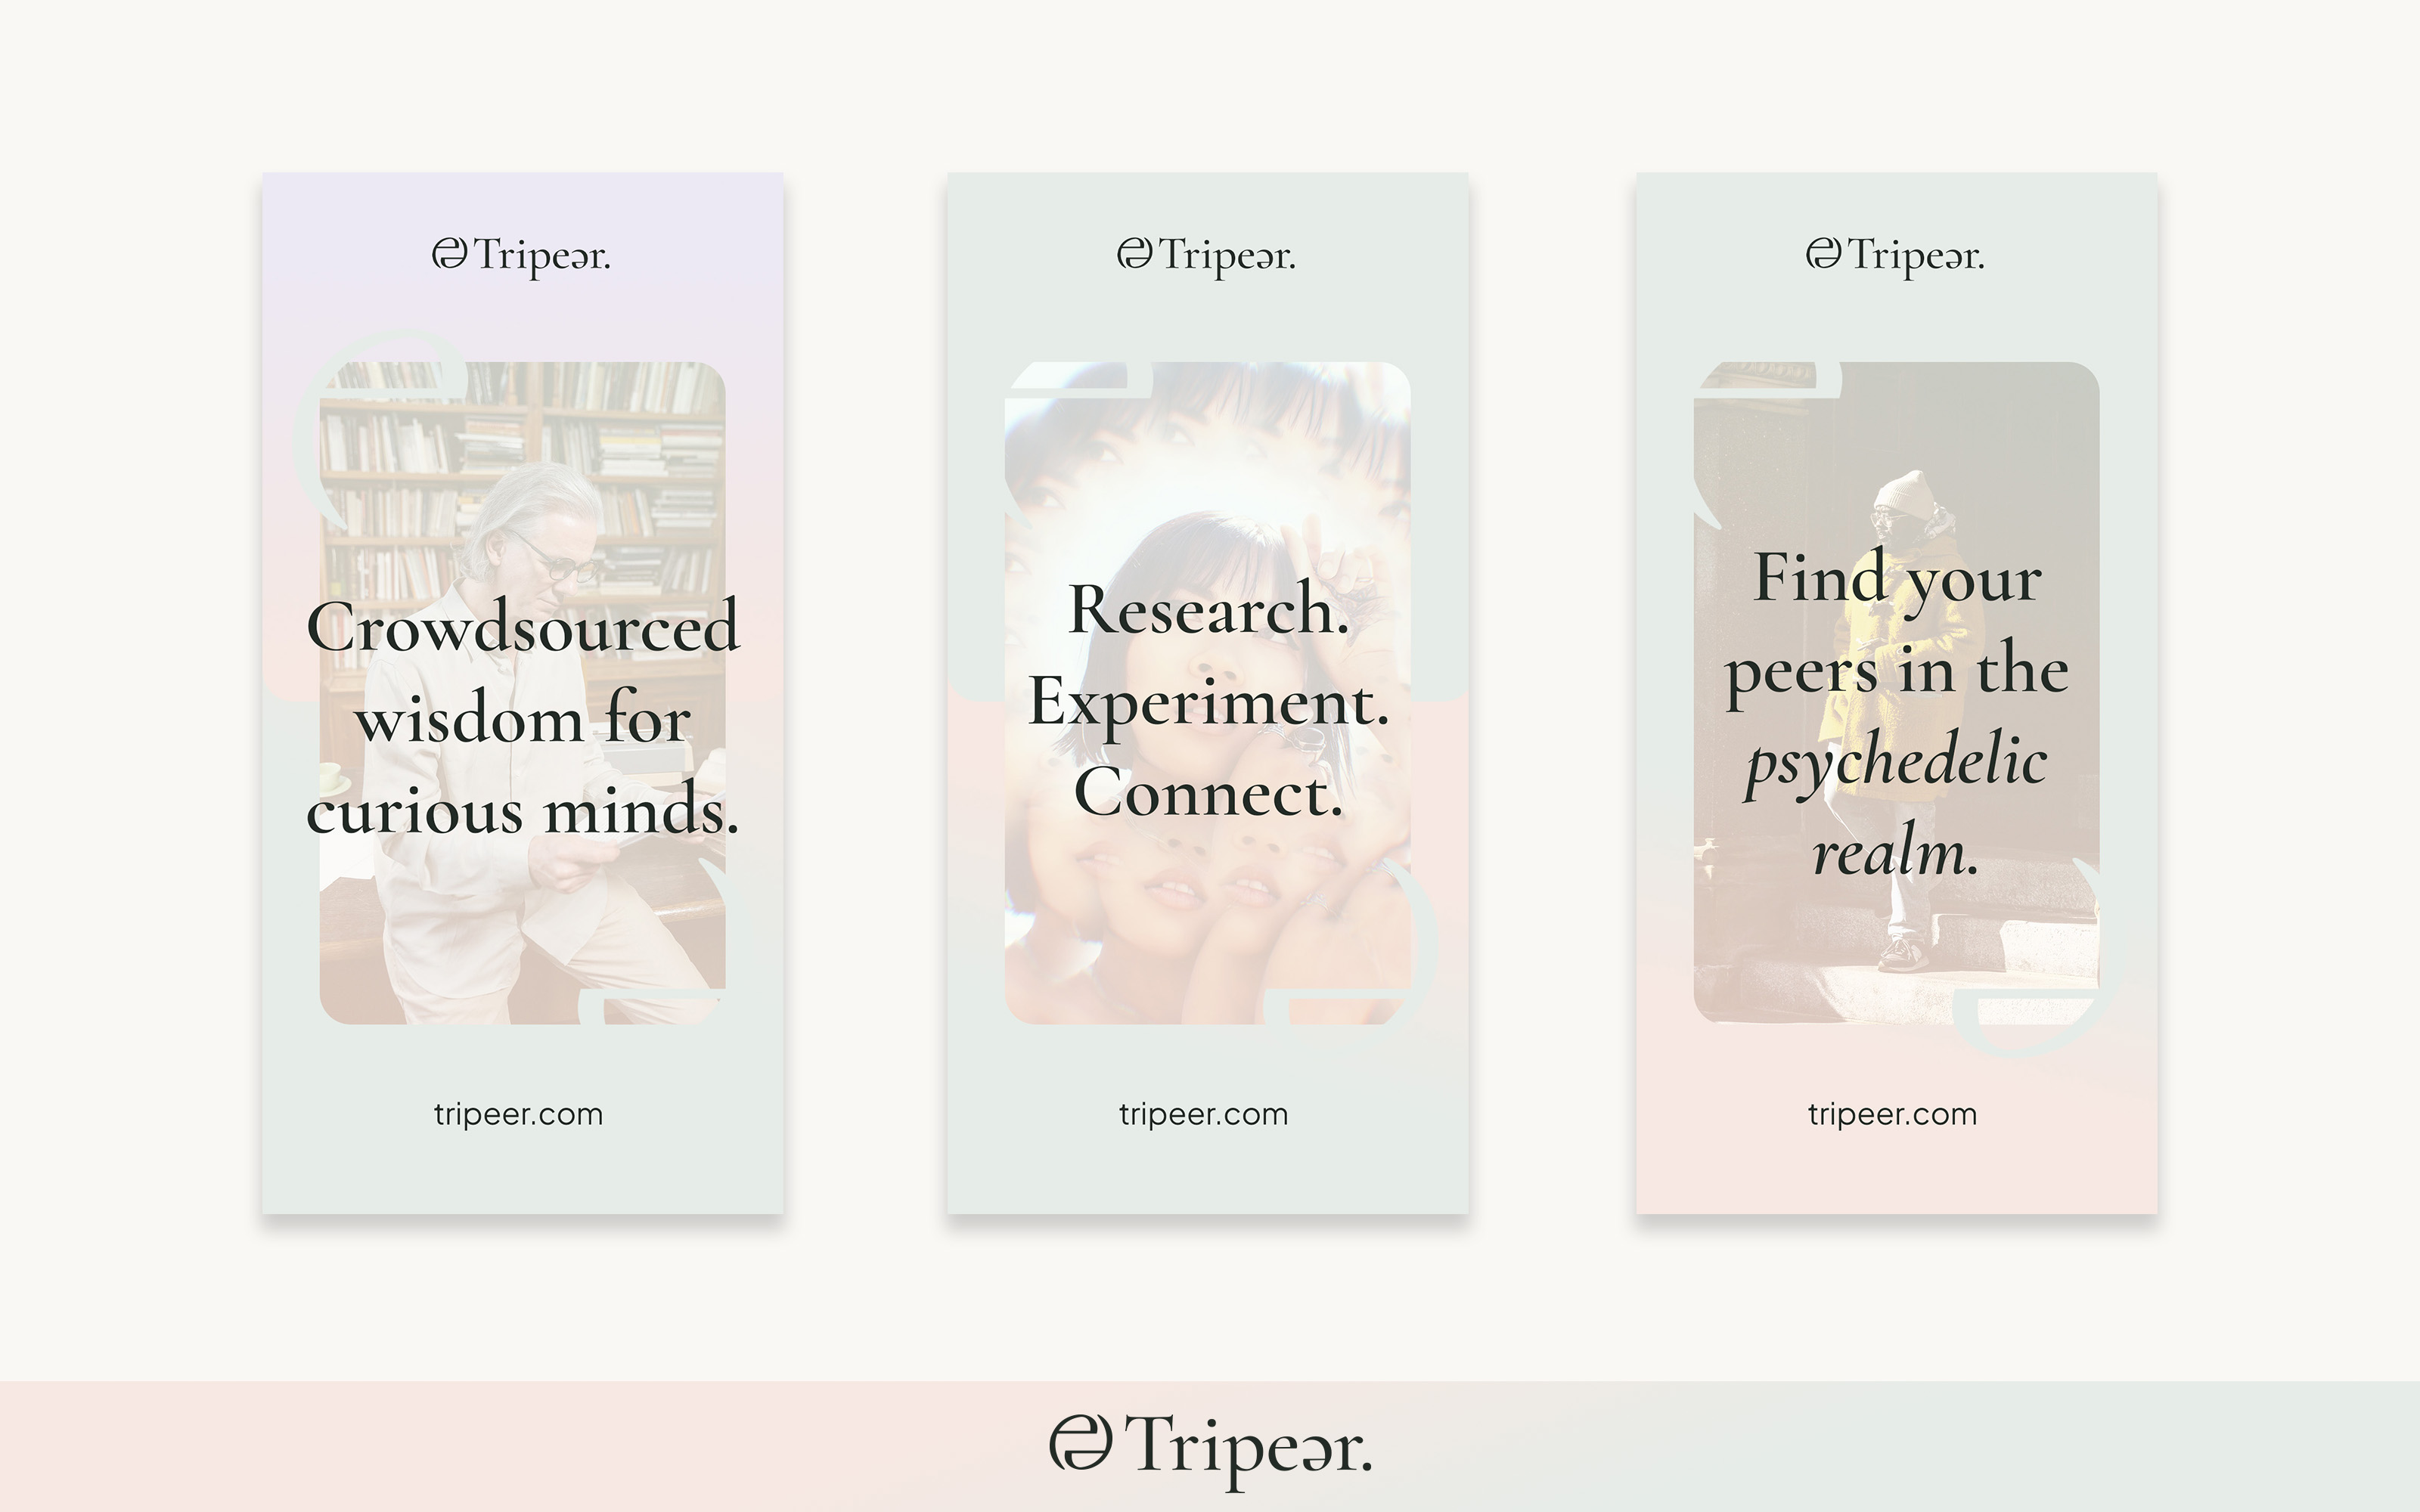 Tripeər.
Crowdsourced
wisdom for
curious minds.
tripeer.com
Tripeər.
Research.
Experiment.
Connect.
tripeer.com
Tripeər.
Find your
peers in the
psychedelic
realm.
tripeer.com
Tripeər.